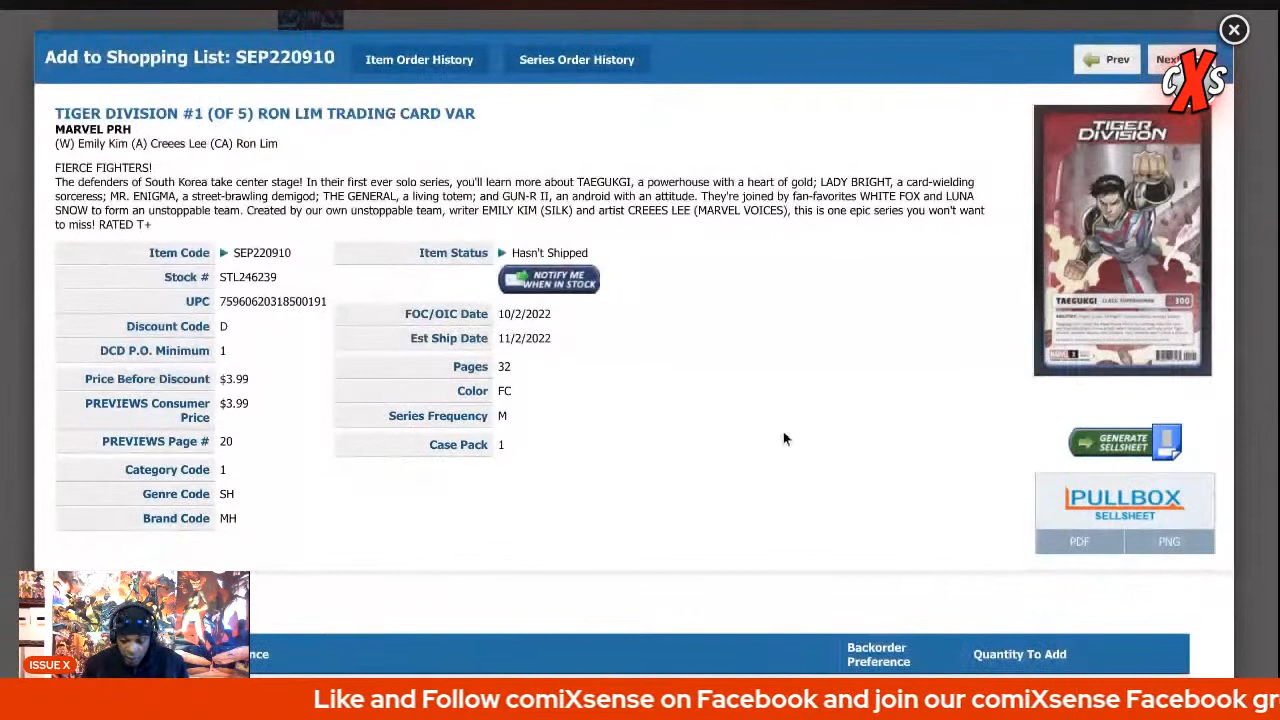 Add to Shopping List: SEP220910
Item Order History
Series Order History
Prev
Nex
cXs
TIGER DIVISION #1 (OF 5) RON LIM TRADING CARD VAR
MARVEL PRH
(W) Emily Kim (A) Creees Lee (CA) Ron Lim
FIERCE FIGHTERS!
The defenders of South Korea take center stage! In their first ever solo series, you'll learn more about TAEGUKGI, a powerhouse with a heart of gold; LADY BRIGHT, a card-wielding
sorceress; MR. ENIGMA, a street-brawling demigod; THE GENERAL, a living totem; and GUN-R II, an android with an attitude. They're joined by fan-favorites WHITE FOX and LUNA
SNOW to form an unstoppable team. Created by our own unstoppable team, writer EMILY KIM (SILK) and artist CREEES LEE (MARVEL VOICES), this is one epic series you won't want
to miss! RATED T+
Item Code SEP220910
Stock # STL246239
UPC 75960620318500191
Discount Code D
DCD P.O. Minimum 1
Price Before Discount $3.99
PREVIEWS Consumer
Price $3.99
PREVIEWS Page # 20
Category Code 1
Genre Code SH
Brand Code MH
Item Status Hasn't Shipped
NOTIFY ME
WHEN IN STOCK
FOC/OIC Date 10/2/2022
Est Ship Date 11/2/2022
Pages 32
Color FC
Series Frequency M
Case Pack 1
TIGER
DIVISION
TAEGUKGI
300
GENERATE
SELLSHEET
PULLBOX
SELLSHEET
PDF
PNG
nce
Backorder
Preference
Quantity To Add
ISSUE X
Like and Follow comiXsense on Facebook and join our comiXsense Facebook gr